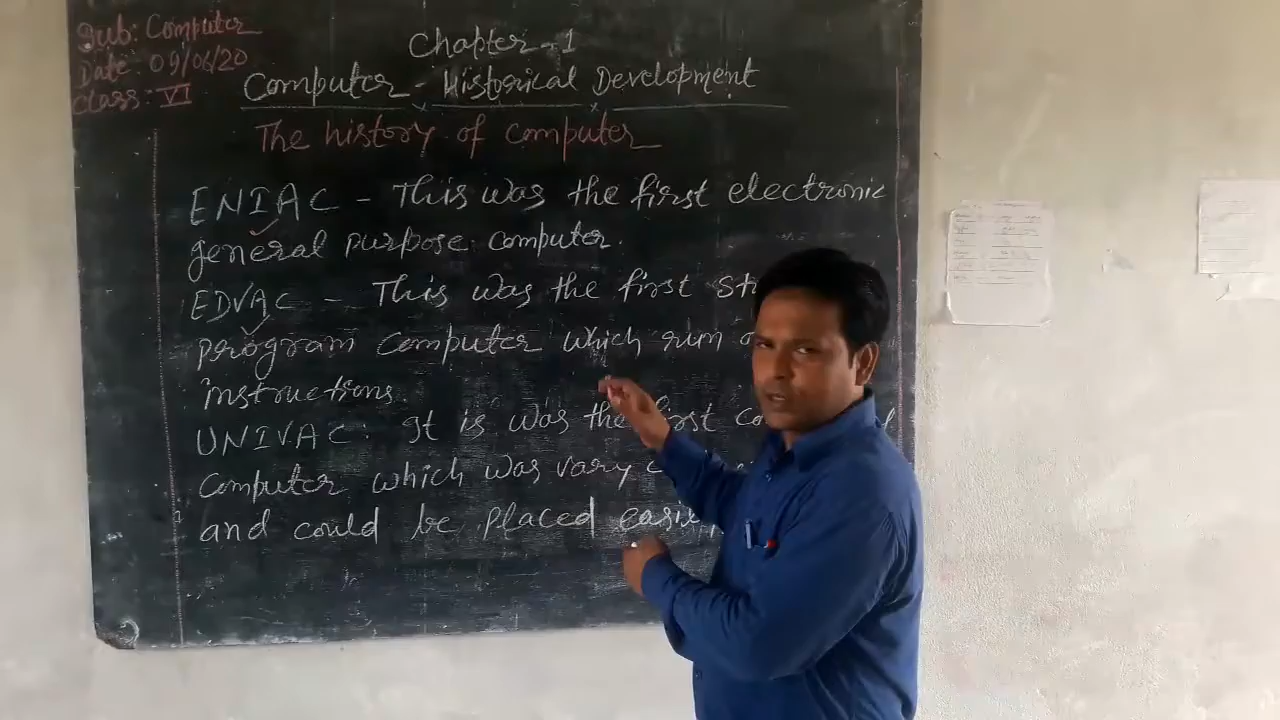 Sub: Computer
Date: 09/06/20
Class: VI
Chapter - 1
Computer - Historical Development
The history of computer
ENIAC - This was the first electronic
general purpose computer.
EDVAC - This was the first
program computer which run
instructions
UNIVAC: It is was the first
computer which was vary
and could be placed easily